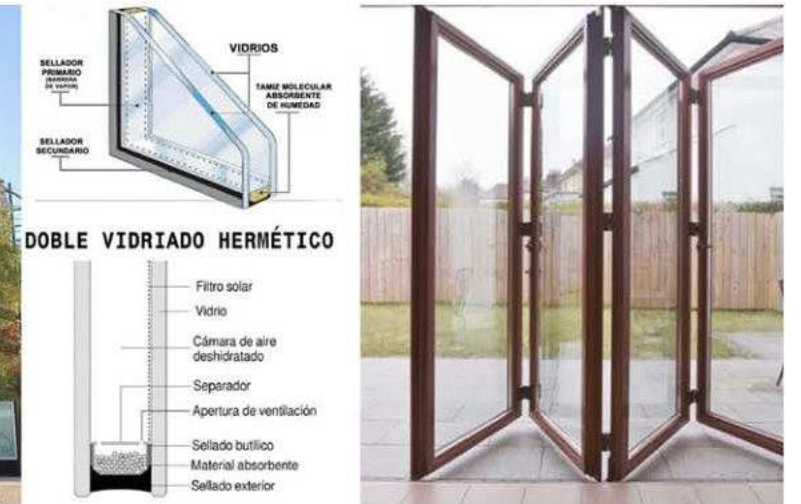 VIDRIOS
SELLADOR
PRIMARIO
(BARRERA
DE VAPOR)
TAMIZ MOLECULAR
ABSORBENTE
DE HUMEDAD
SELLADOR
SECUNDARIO
DOBLE VIDRIADO HERMÉTICO
Filtro solar
Vidrio
Cámara de aire
deshidratado
Separador
Apertura de ventilación
Sellado butílico
Material absorbente
Sellado exterior